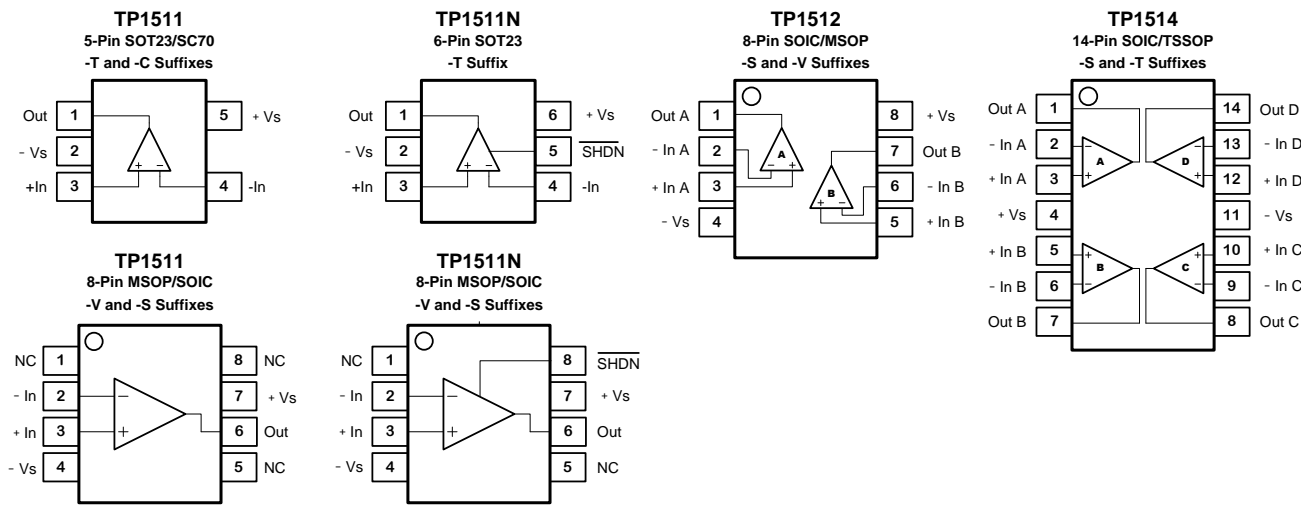 TP1511
5-Pin SOT23/SC70
-T and -C Suffixes
Out 1 5 + Vs
- Vs 2
+In 3 4 -In
+ -
TP1511N
6-Pin SOT23
-T Suffix
Out 1 6 + Vs
- Vs 2 5 SHDN
+In 3 4 -In
+ -
TP1512
8-Pin SOIC/MSOP
-S and -V Suffixes
Out A 1 8 + Vs
- In A 2 7 Out B
+ In A 3 6 - In B
- Vs 4 5 + In B
A
- +
B
+ -
TP1514
14-Pin SOIC/TSSOP
-S and -T Suffixes
Out A 1 14 Out D
- In A 2 13 - In D
+ In A 3 12 + In D
+ Vs 4 11 - Vs
+ In B 5 10 + In C
- In B 6 9 - In C
Out B 7 8 Out C
- A + - D +
+ B - + C -
TP1511
8-Pin MSOP/SOIC
-V and -S Suffixes
NC 1 8 NC
- In 2 7 + Vs
+ In 3 6 Out
- Vs 4 5 NC
-
+
TP1511N
8-Pin MSOP/SOIC
-V and -S Suffixes
NC 1 8 SHDN
- In 2 7 + Vs
+ In 3 6 Out
- Vs 4 5 NC
-
+